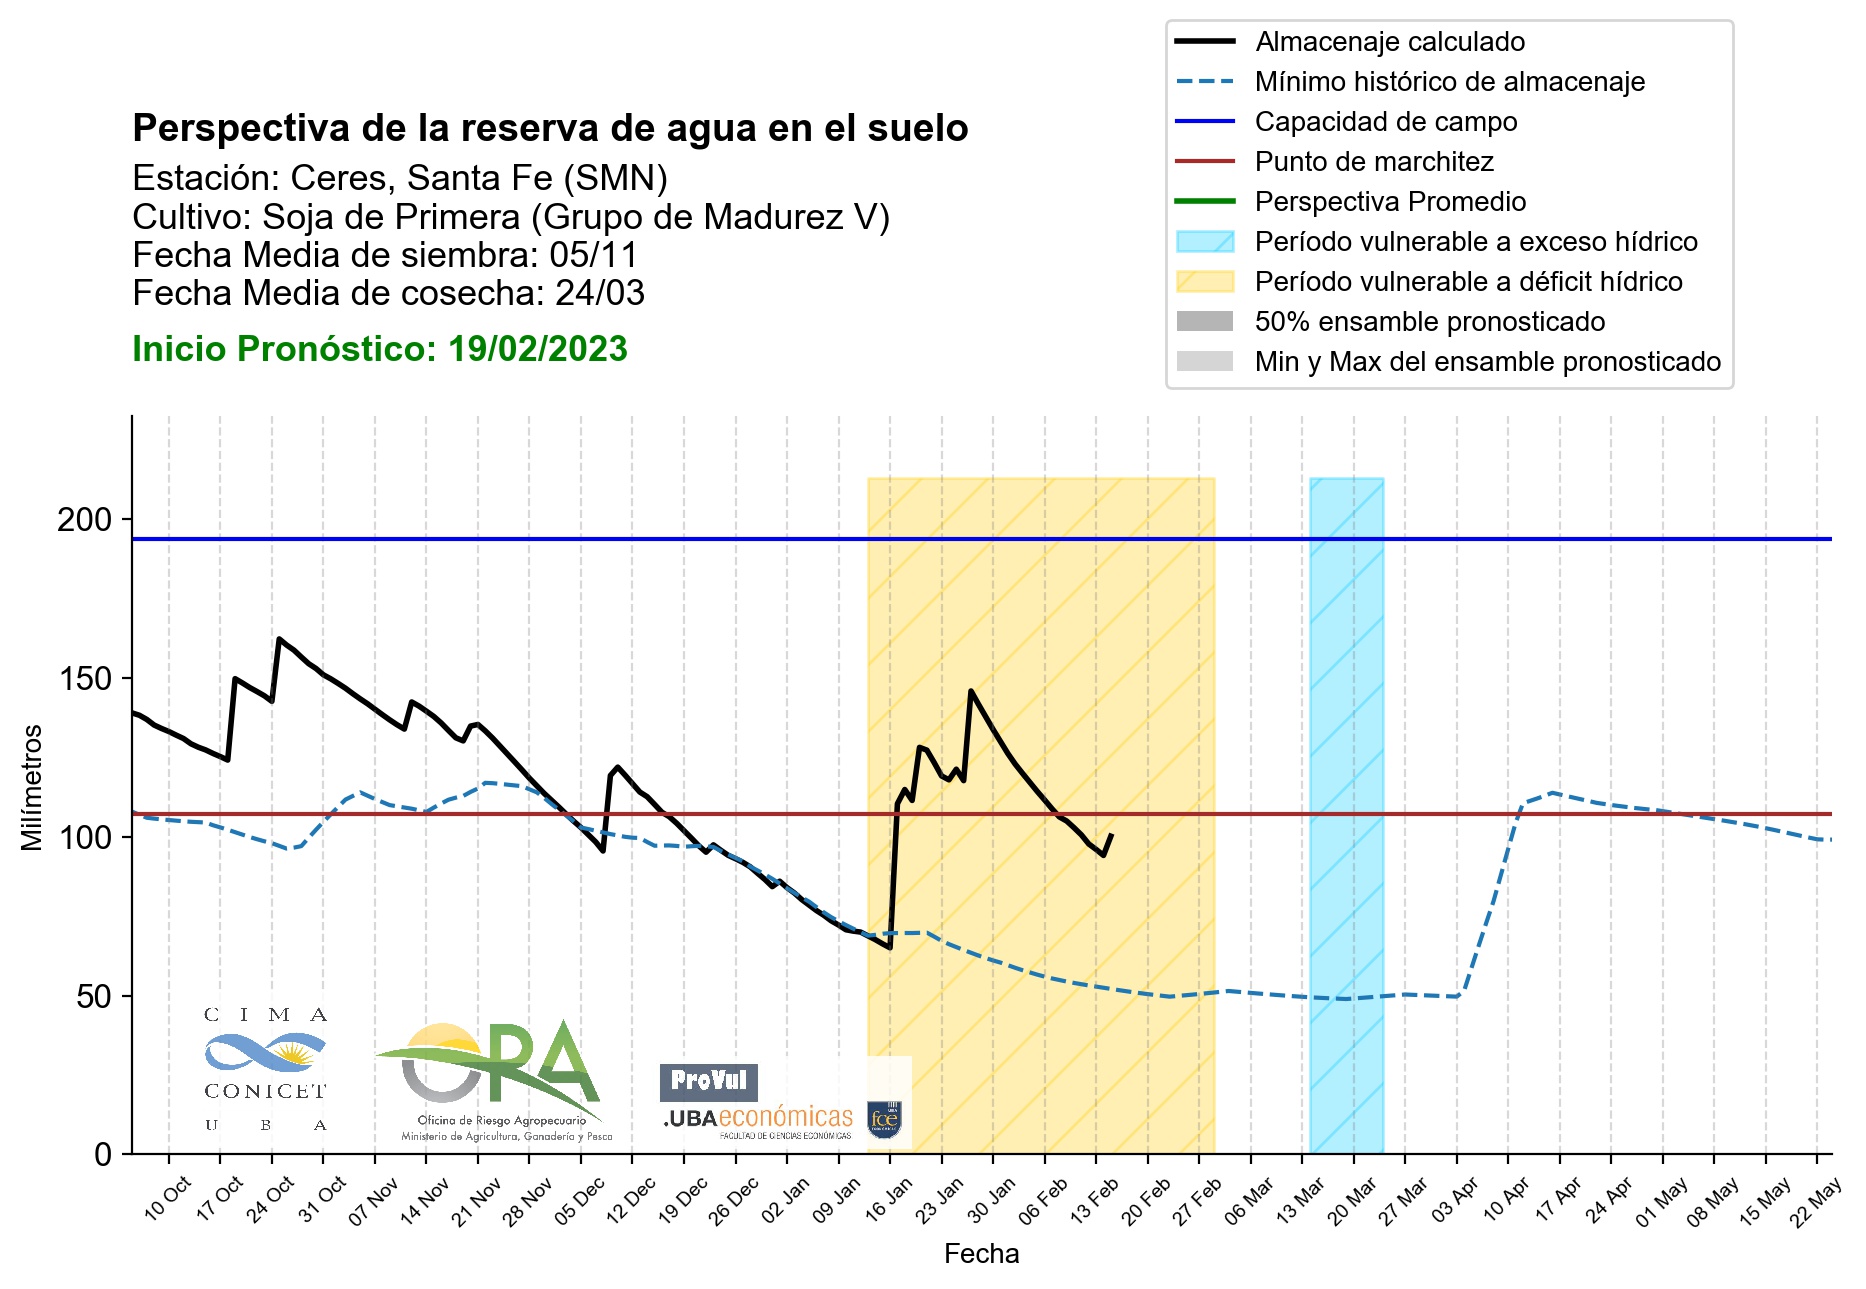 Almacenaje calculado
Mínimo histórico de almacenaje
Capacidad de campo
Punto de marchitez
Perspectiva Promedio
Período vulnerable a exceso hídrico
Período vulnerable a déficit hídrico
50% ensamble pronosticado
Min y Max del ensamble pronosticado
Perspectiva de la reserva de agua en el suelo
Estación: Ceres, Santa Fe (SMN)
Cultivo: Soja de Primera (Grupo de Madurez V)
Fecha Media de siembra: 05/11
Fecha Media de cosecha: 24/03
Inicio Pronóstico: 19/02/2023
Milímetros
200
150
100
50
0
CIMA
CONICET
UBA
ORA
Oficina de Riesgo Agropecuario
Ministerio de Agricultura, Ganadería y Pesca
ProVul
.UBAeconómicas
FACULTAD DE CIENCIAS ECONÓMICAS
UBA
fce
ECONÓMICAS
10 Oct
17 Oct
24 Oct
31 Oct
07 Nov
14 Nov
21 Nov
28 Nov
05 Dec
12 Dec
19 Dec
26 Dec
02 Jan
09 Jan
16 Jan
23 Jan
30 Jan
06 Feb
13 Feb
20 Feb
27 Feb
06 Mar
13 Mar
20 Mar
27 Mar
03 Apr
10 Apr
17 Apr
24 Apr
01 May
08 May
15 May
22 May
Fecha